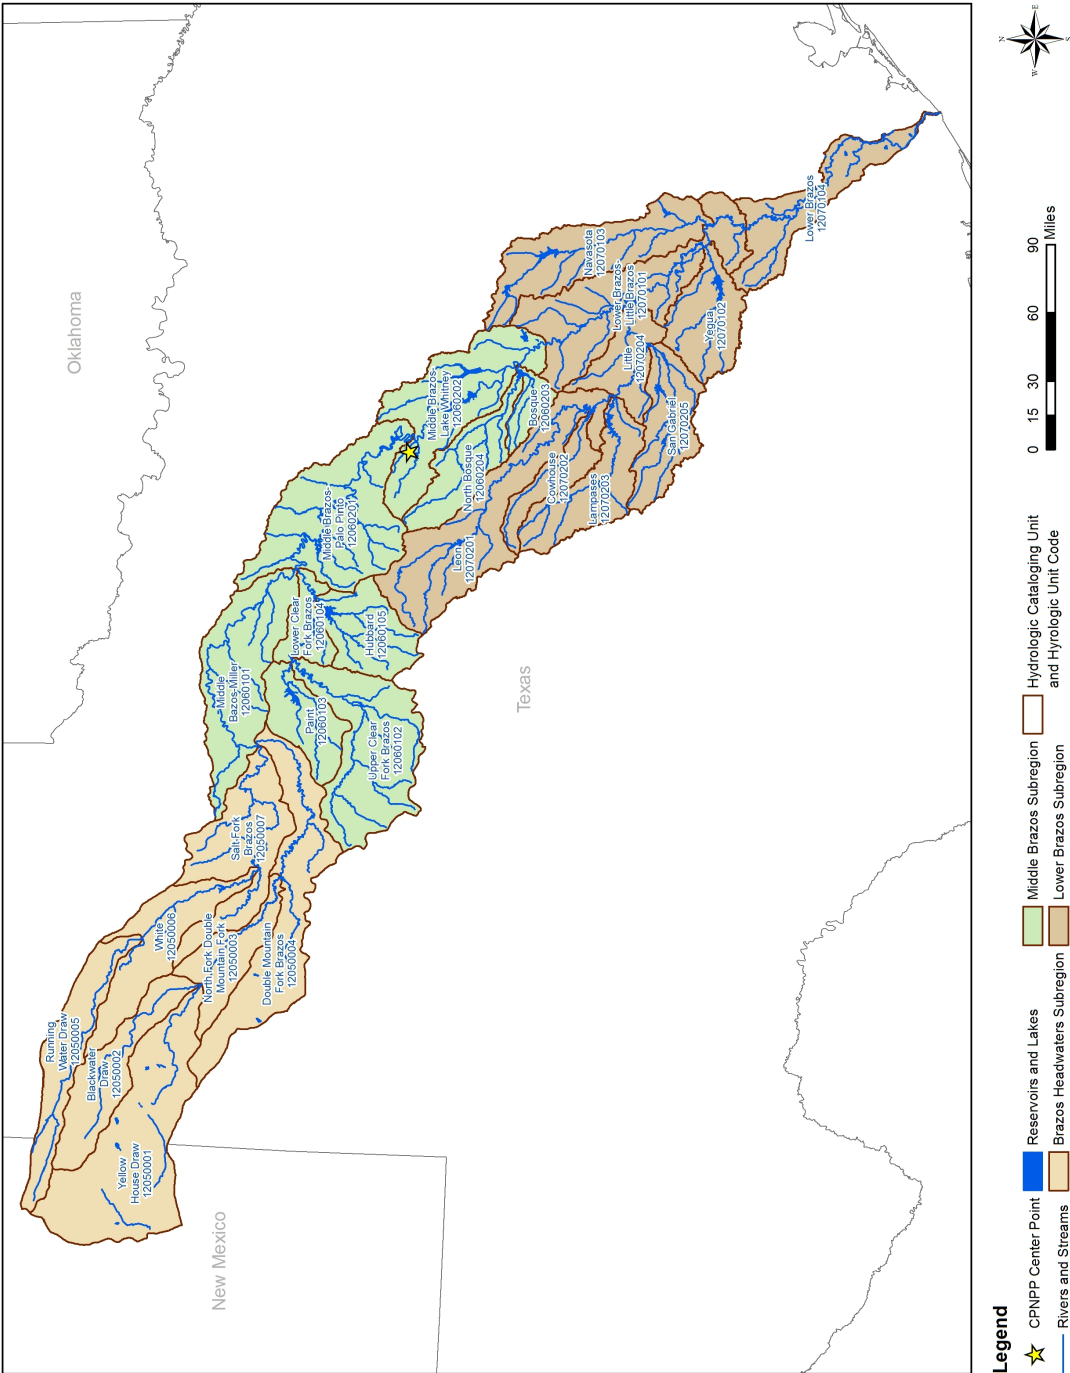 Oklahoma
New Mexico
Texas
Running
Water Draw
12050005
Blackwater
Draw
12050002
Yellow
House Draw
12050001
White
12050006
North Fork Double
Mountain Fork
12050003
Double Mountain
Fork Brazos
12050004
Salt Fork
Brazos
12050007
Middle
Bazos-Miller
12060101
Paint
12060103
Upper Clear
Fork Brazos
12060102
Lower Clear
Fork Brazos
12060104
Hubbard
12060105
Middle Brazos-
Palo Pinto
12060201
Middle Brazos-
Lake Whitney
12060202
North Bosque
12060204
Bosque
12060203
Leon
12070201
Cowhouse
12070202
Lampases
12070203
Little
12070204
San Gabriel
12070205
Navasota
12070103
Lower Brazos-
Little Brazos
12070101
Yegua
12070102
Lower Brazos
12070104
Legend
CPNPP Center Point
Rivers and Streams
Reservoirs and Lakes
Brazos Headwaters Subregion
Middle Brazos Subregion
Lower Brazos Subregion
Hydrologic Cataloging Unit
and Hyrologic Unit Code
0 15 30 60 90
Miles
N
E
S
W